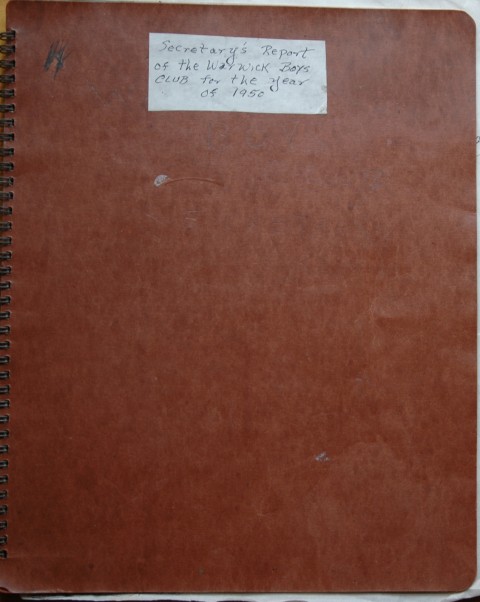 Secretary's Report
of the Warwick Boys
CLUB for the year
of 1950